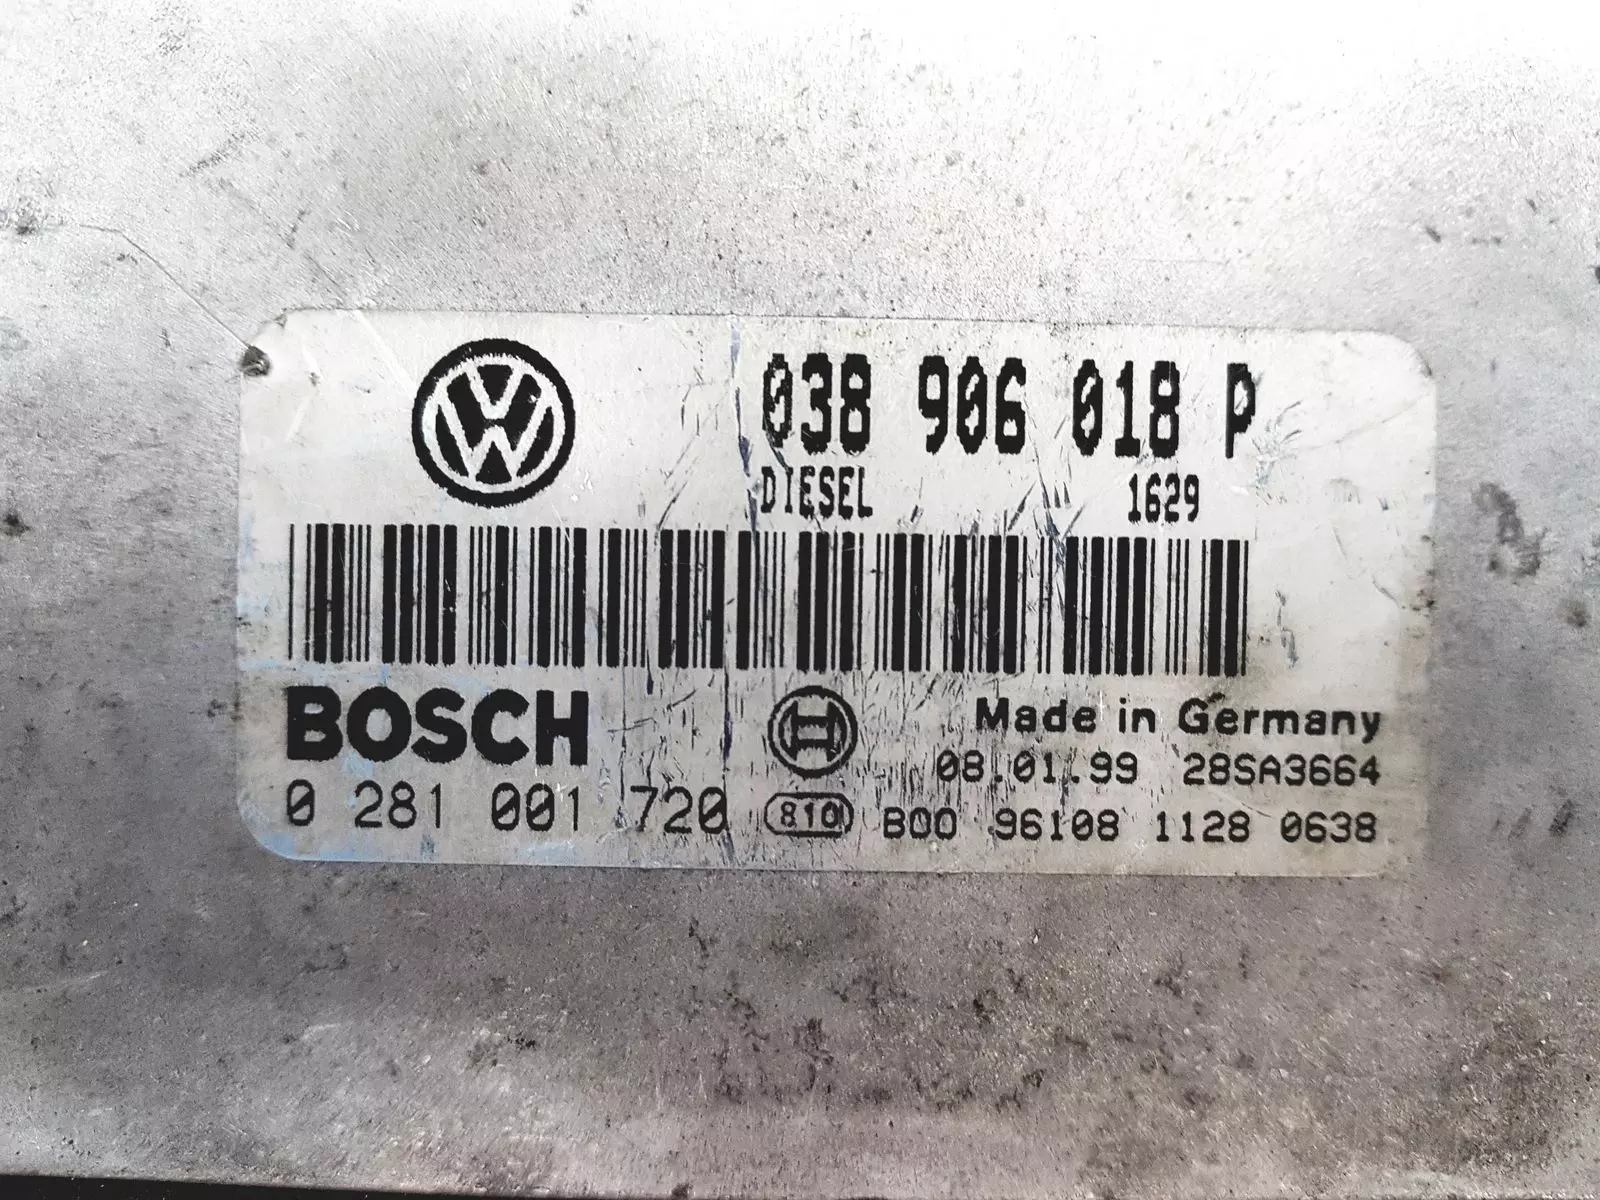 038 906 018 P
DIESEL 1629
BOSCH
Made in Germany
08.01.99 28SA3664
0 281 001 720 810 B00 96108 1128 0638